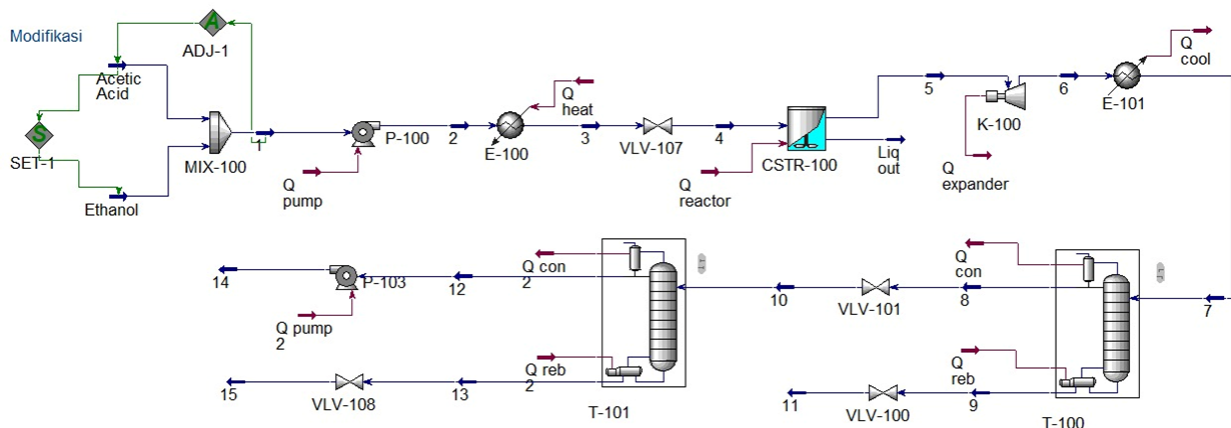 Modifikasi
A
ADJ-1
Acetic
Acid
S
SET-1
MIX-100
1
Ethanol
P-100
Q
pump
2
Q
heat
E-100
3
VLV-107
4
CSTR-100
Q
reactor
Liq
out
5
K-100
Q
expander
6
E-101
Q
cool
14
P-103
Q pump
2
12
Q con
2
10
VLV-101
8
Q
con
7
15
VLV-108
13
Q reb
2
T-101
11
VLV-100
9
Q
reb
T-100